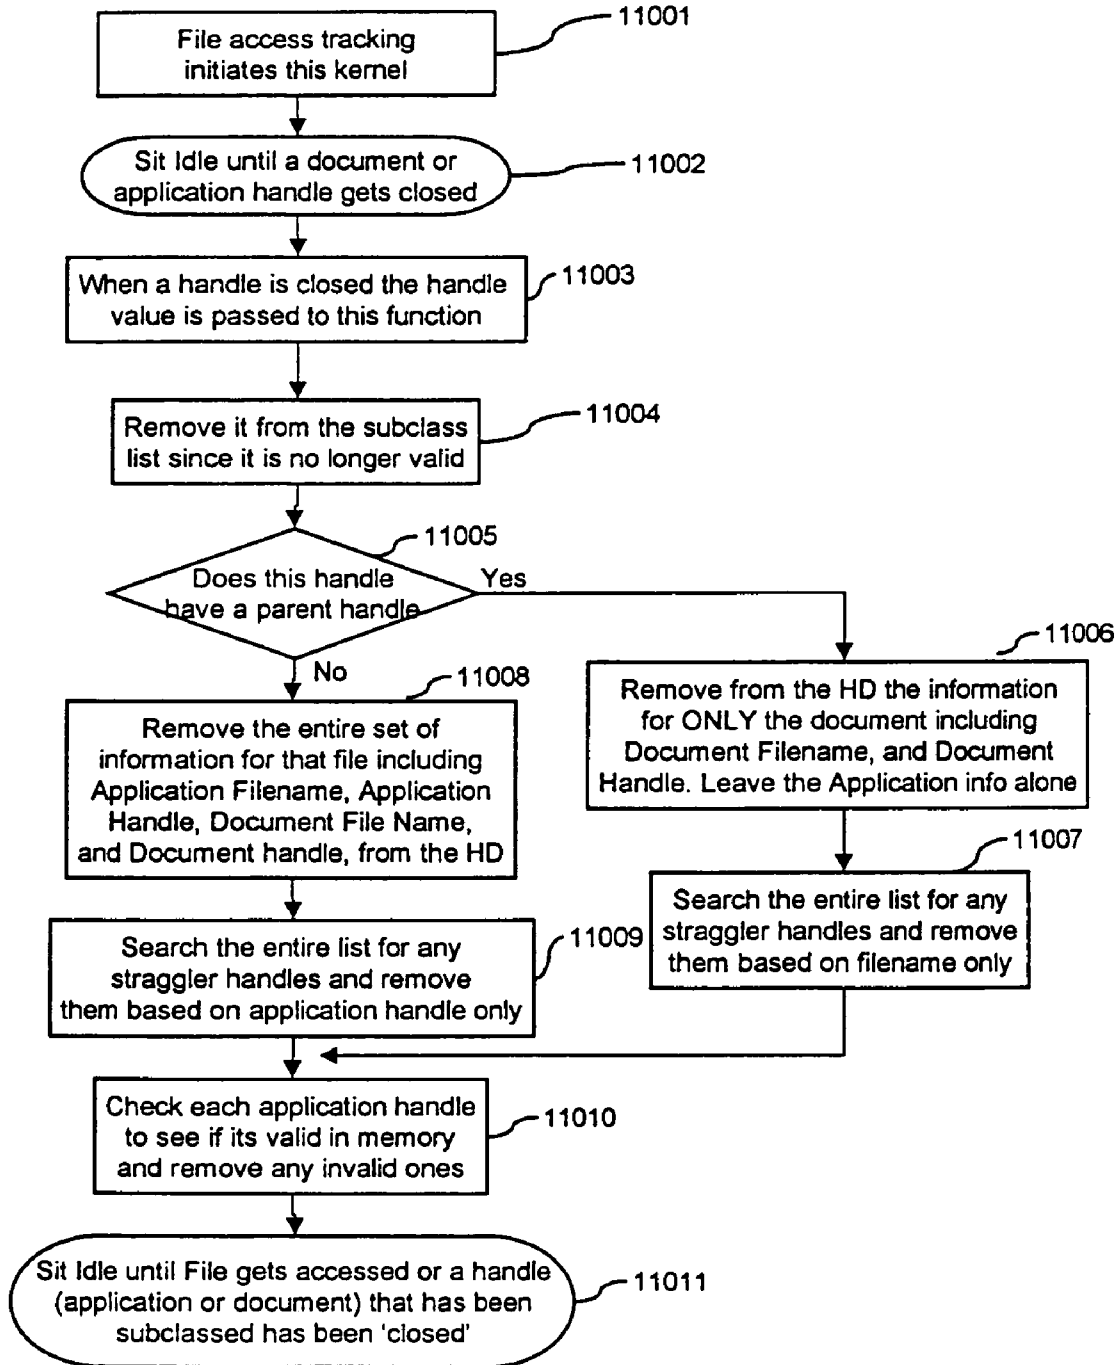 11001
File access tracking
initiates this kernel
Sit Idle until a document or
application handle gets closed
11002
When a handle is closed the handle
value is passed to this function
11003
Remove it from the subclass
list since it is no longer valid
11004
11005
Does this handle
have a parent handle
Yes
No
11006
Remove from the HD the information
for ONLY the document including
Document Filename, and Document
Handle. Leave the Application info alone
11008
Remove the entire set of
information for that file including
Application Filename, Application
Handle, Document File Name,
and Document handle, from the HD
11007
Search the entire list for any
straggler handles and remove
them based on filename only
Search the entire list for any
straggler handles and remove
them based on application handle only
11009
Check each application handle
to see if its valid in memory
and remove any invalid ones
11010
Sit Idle until File gets accessed or a handle
(application or document) that has been
subclassed has been 'closed'
11011